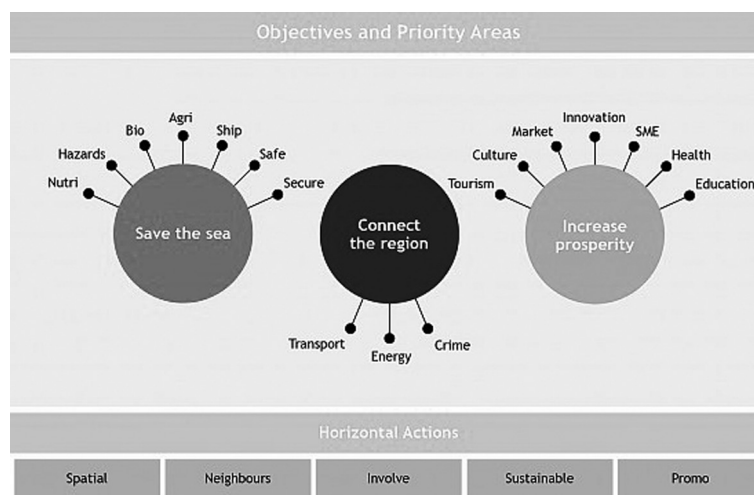 Objectives and Priority Areas
Nutri
Hazards
Bio
Agri
Ship
Safe
Secure
Save the sea
Connect
the region
Transport
Energy
Crime
Tourism
Culture
Market
Innovation
SME
Health
Education
Increase
prosperity
Horizontal Actions
Spatial
Neighbours
Involve
Sustainable
Promo